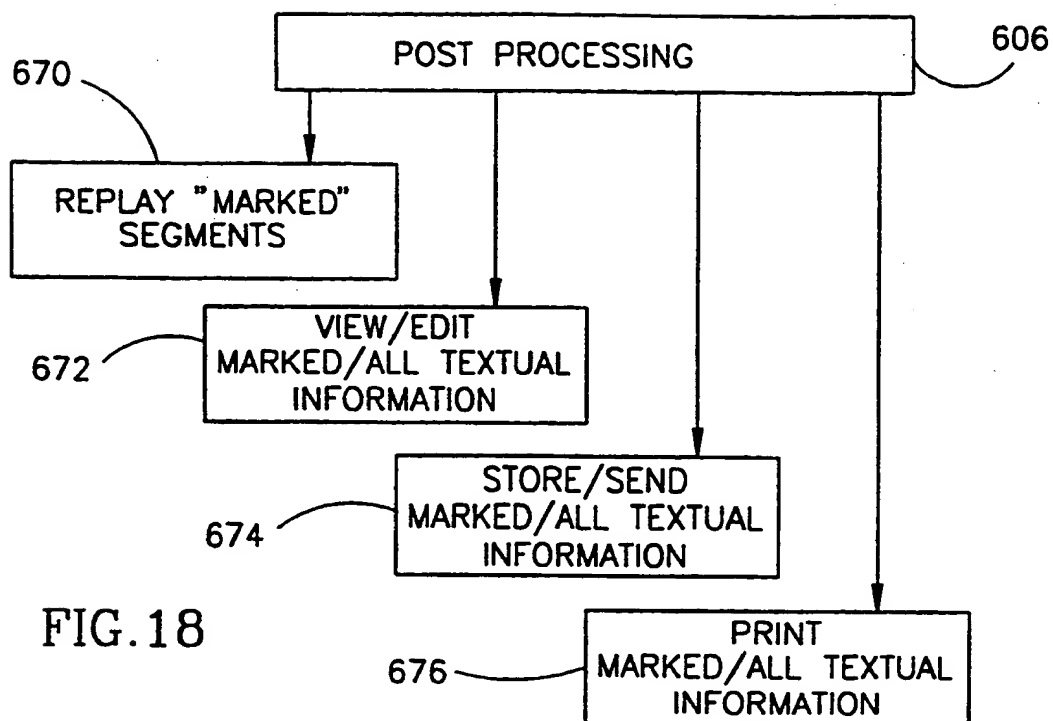 POST PROCESSING
606
670
REPLAY "MARKED"
SEGMENTS
VIEW/EDIT
MARKED/ALL TEXTUAL
INFORMATION
672
STORE/SEND
MARKED/ALL TEXTUAL
INFORMATION
674
FIG.18
PRINT
MARKED/ALL TEXTUAL
INFORMATION
676